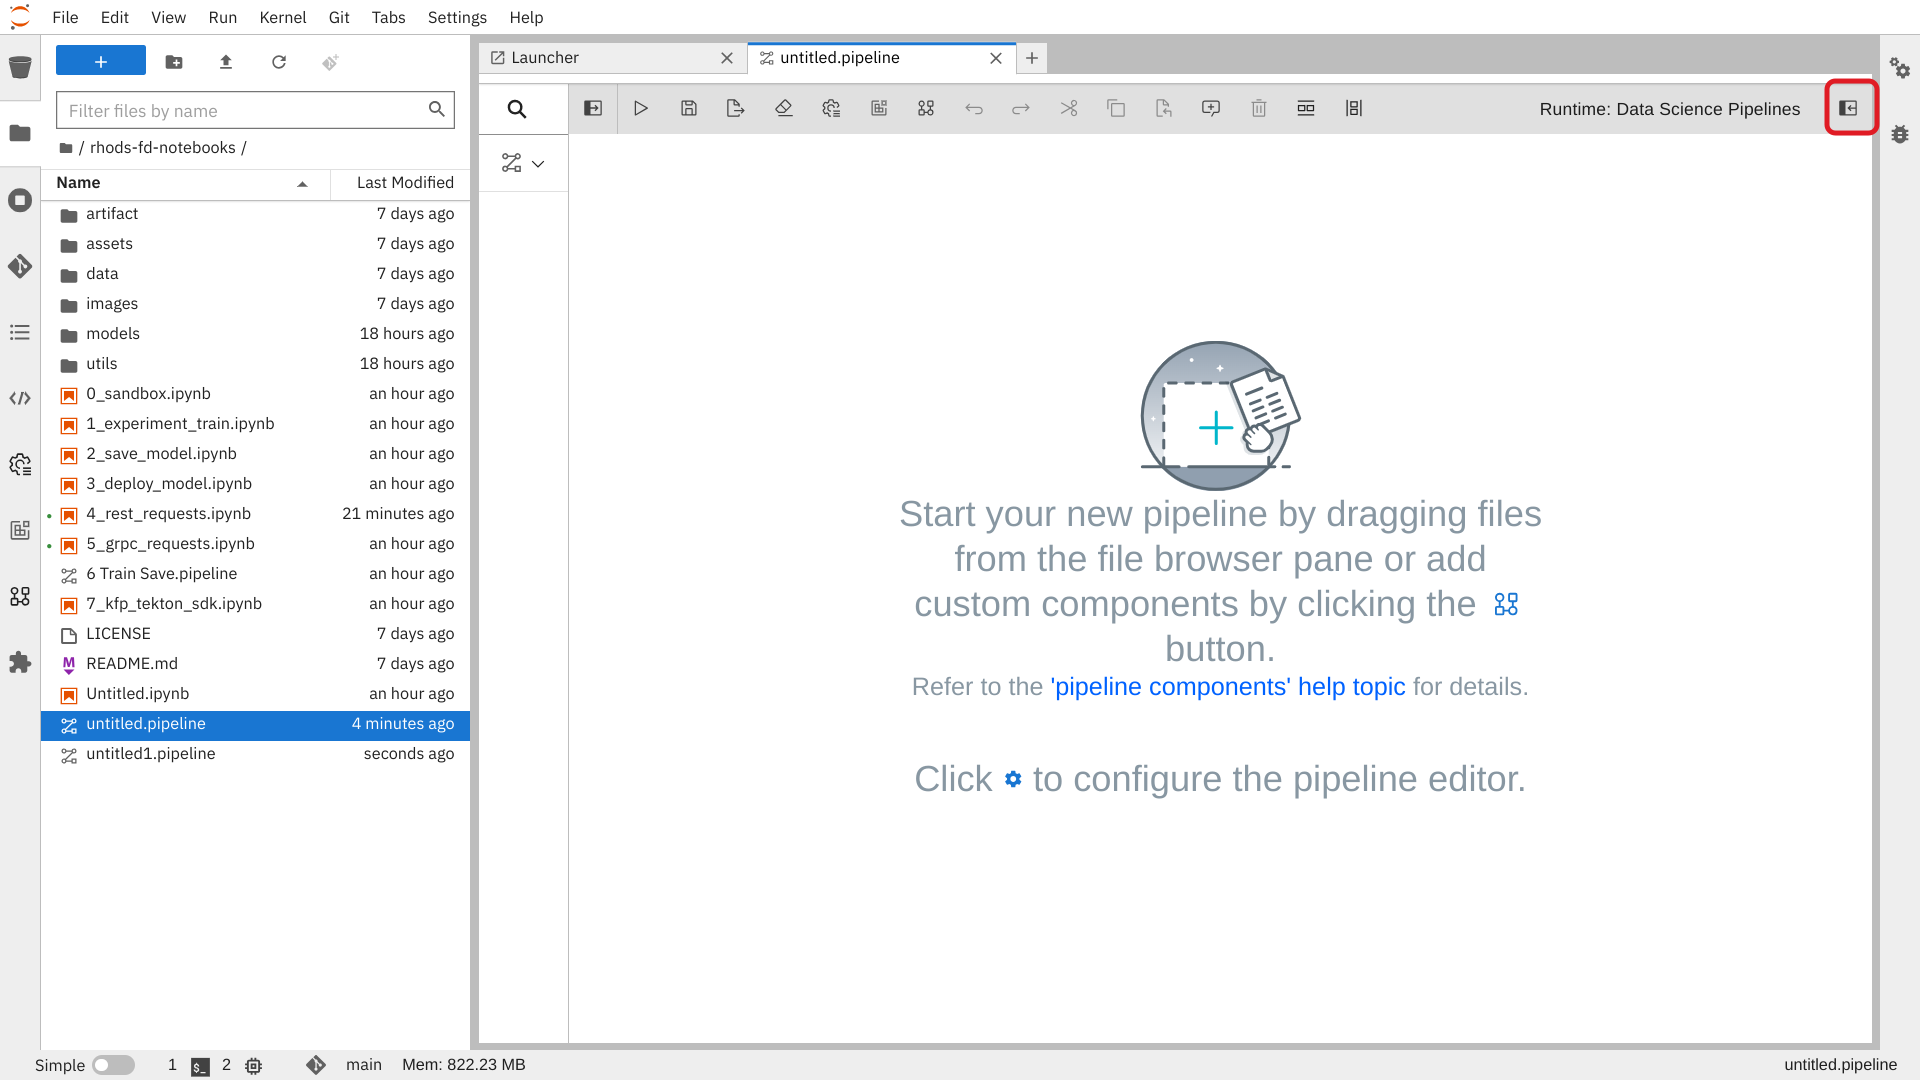 File Edit View Run Kernel Git Tabs Settings Help
Launcher
untitled.pipeline
Filter files by name
/ rhods-fd-notebooks /
Runtime: Data Science Pipelines
Name Last Modified
artifact 7 days ago
assets 7 days ago
data 7 days ago
images 7 days ago
models 18 hours ago
utils 18 hours ago
0_sandbox.ipynb an hour ago
1_experiment_train.ipynb an hour ago
2_save_model.ipynb an hour ago
3_deploy_model.ipynb an hour ago
4_rest_requests.ipynb 21 minutes ago
5_grpc_requests.ipynb an hour ago
6 Train Save.pipeline an hour ago
7_kfp_tekton_sdk.ipynb an hour ago
LICENSE 7 days ago
M README.md 7 days ago
Untitled.ipynb an hour ago
untitled.pipeline 4 minutes ago
untitled1.pipeline seconds ago
Start your new pipeline by dragging files
from the file browser pane or add
custom components by clicking the
button.
Refer to the 'pipeline components' help topic for details.
Click to configure the pipeline editor.
Simple 1 $_ 2 main Mem: 822.23 MB untitled.pipeline